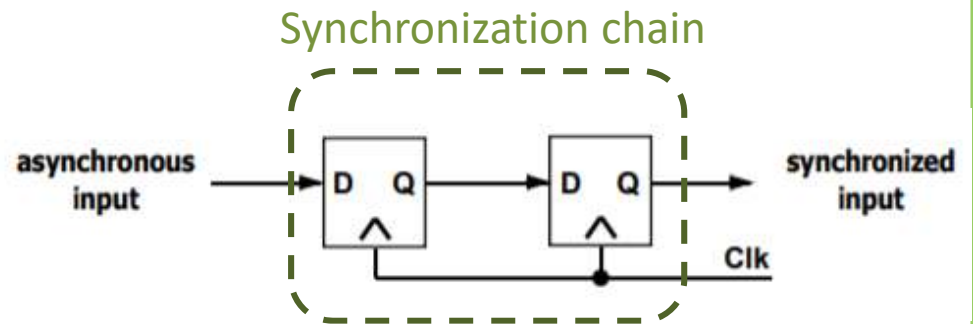 Synchronization chain
asynchronous
input
D Q
D Q
synchronized
input
Clk